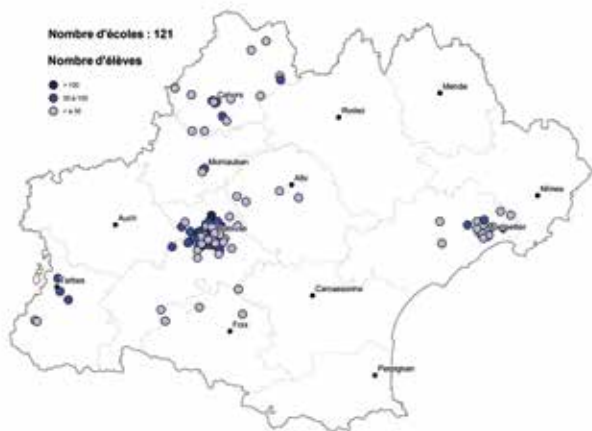 Nombre d'écoles : 121
Nombre d'élèves
> 100
50 à 100
< à 50
Mende
Cahors
Rodez
Montauban
Albi
Nîmes
Auch
Tarbes
Carcassonne
Foix
Perpignan